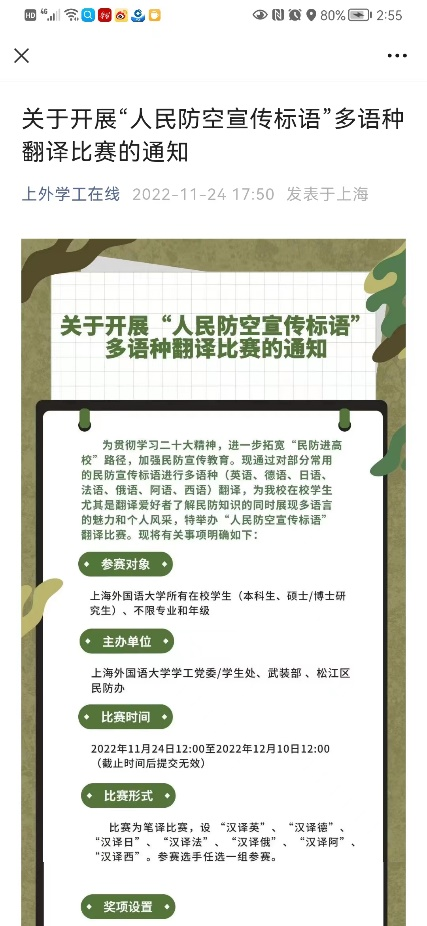 HD 4G 80% 2:55
关于开展“人民防空宣传标语”多语种
翻译比赛的通知
上外学工在线 2022-11-24 17:50 发表于上海
关于开展“人民防空宣传标语”
多语种翻译比赛的通知
为贯彻学习二十大精神，进一步拓宽“民防进高
校”路径，加强民防宣传教育。现通过对部分常用
的民防宣传标语进行多语种（英语、德语、日语、
法语、俄语、阿语、西语）翻译，为我校在校学生
尤其是翻译爱好者了解民防知识的同时展现多语言
的魅力和个人风采，特举办“人民防空宣传标语”
翻译比赛。现将有关事项明确如下：
参赛对象
上海外国语大学所有在校学生（本科生、硕士/博士研
究生）、不限专业和年级
主办单位
上海外国语大学学工党委/学生处、武装部、松江区
民防办
比赛时间
2022年11月24日12:00至2022年12月10日12:00
（截止时间后提交无效）
比赛形式
比赛为笔译比赛，设“汉译英”、“汉译德”、
“汉译日”、“汉译法”、“汉译俄”、“汉译阿”、
“汉译西”。参赛选手任选一组参赛。
奖项设置